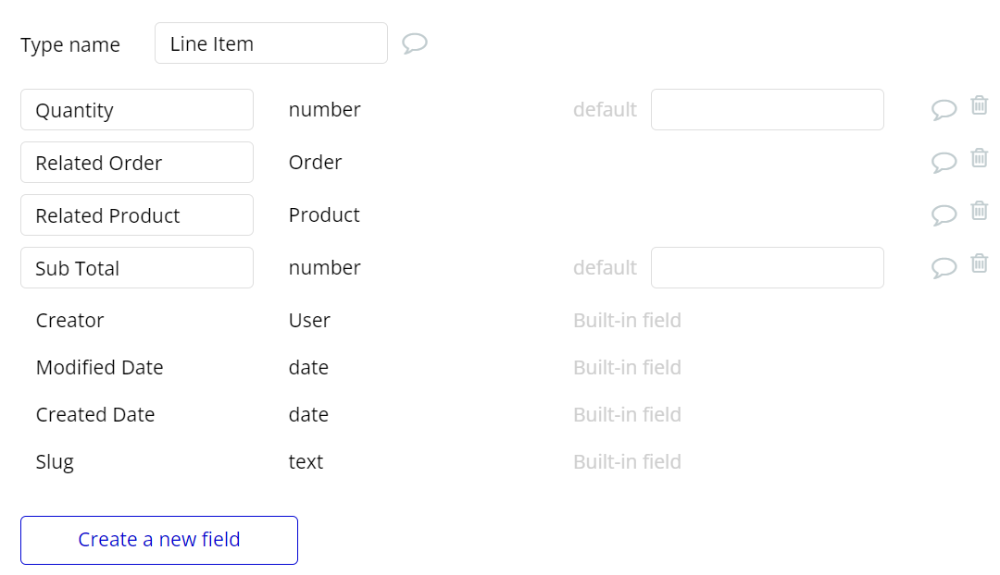 Type name Line Item
Quantity number default
Related Order Order
Related Product Product
Sub Total number default
Creator User Built-in field
Modified Date date Built-in field
Created Date date Built-in field
Slug text Built-in field
Create a new field